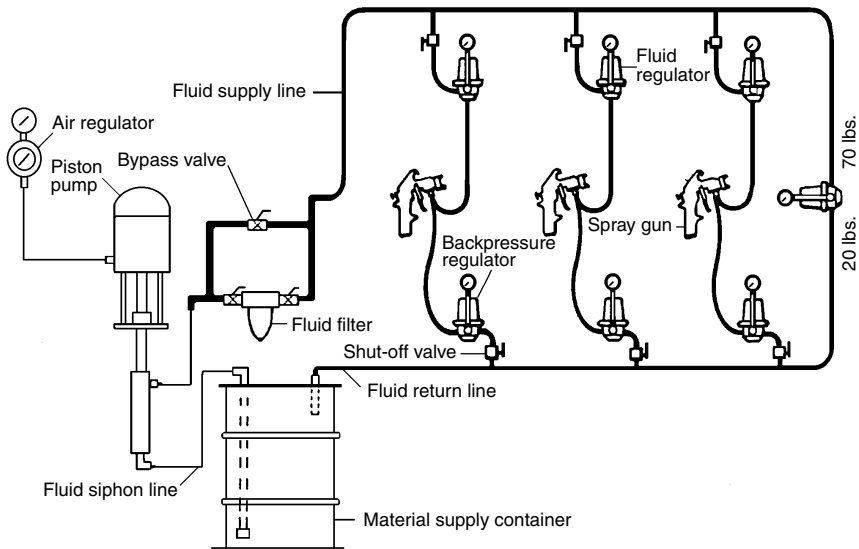 Fluid
regulator
Fluid supply line
Air regulator
Bypass valve
Piston
pump
70 lbs.
20 lbs.
Spray gun
Backpressure
regulator
Fluid filter
Shut-off valve
Fluid return line
Fluid siphon line
Material supply container